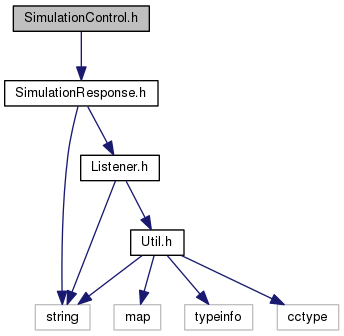 SimulationControl.h
SimulationResponse.h
Listener.h
Util.h
string
map
typeinfo
cctype